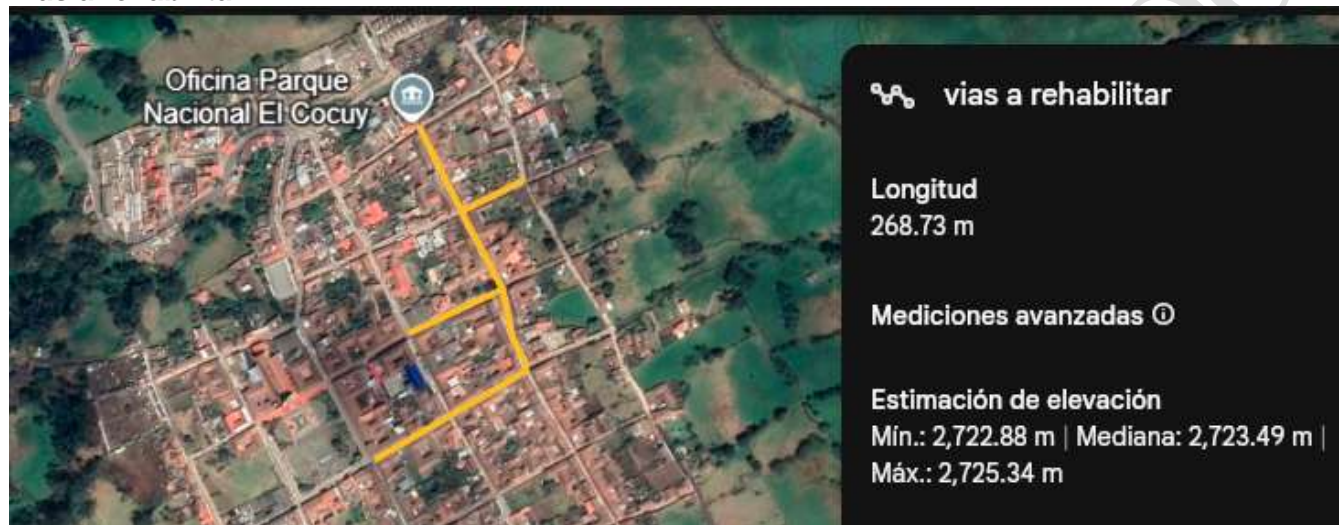 Oficina Parque
Nacional El Cocuy
vias a rehabilitar
Longitud
268.73 m
Mediciones avanzadas
Estimación de elevación
Mín.: 2,722.88 m | Mediana: 2,723.49 m |
Máx.: 2,725.34 m